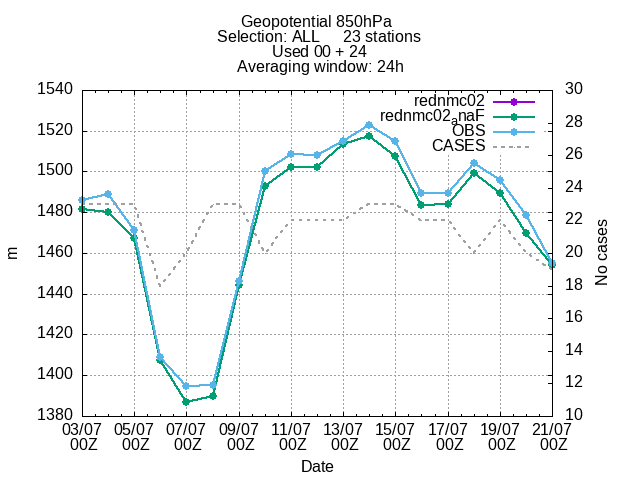 Geopotential 850hPa
Selection: ALL 23 stations
Used 00 + 24
Averaging window: 24h
1540
1520
1500
1480
1460
1440
1420
1400
1380
m
30
28
26
24
22
20
18
16
14
12
10
No cases
rednmc02
rednmc02_anaF
OBS
CASES
03/07 05/07 07/07 09/07 11/07 13/07 15/07 17/07 19/07 21/07
00Z 00Z 00Z 00Z 00Z 00Z 00Z 00Z 00Z 00Z
Date